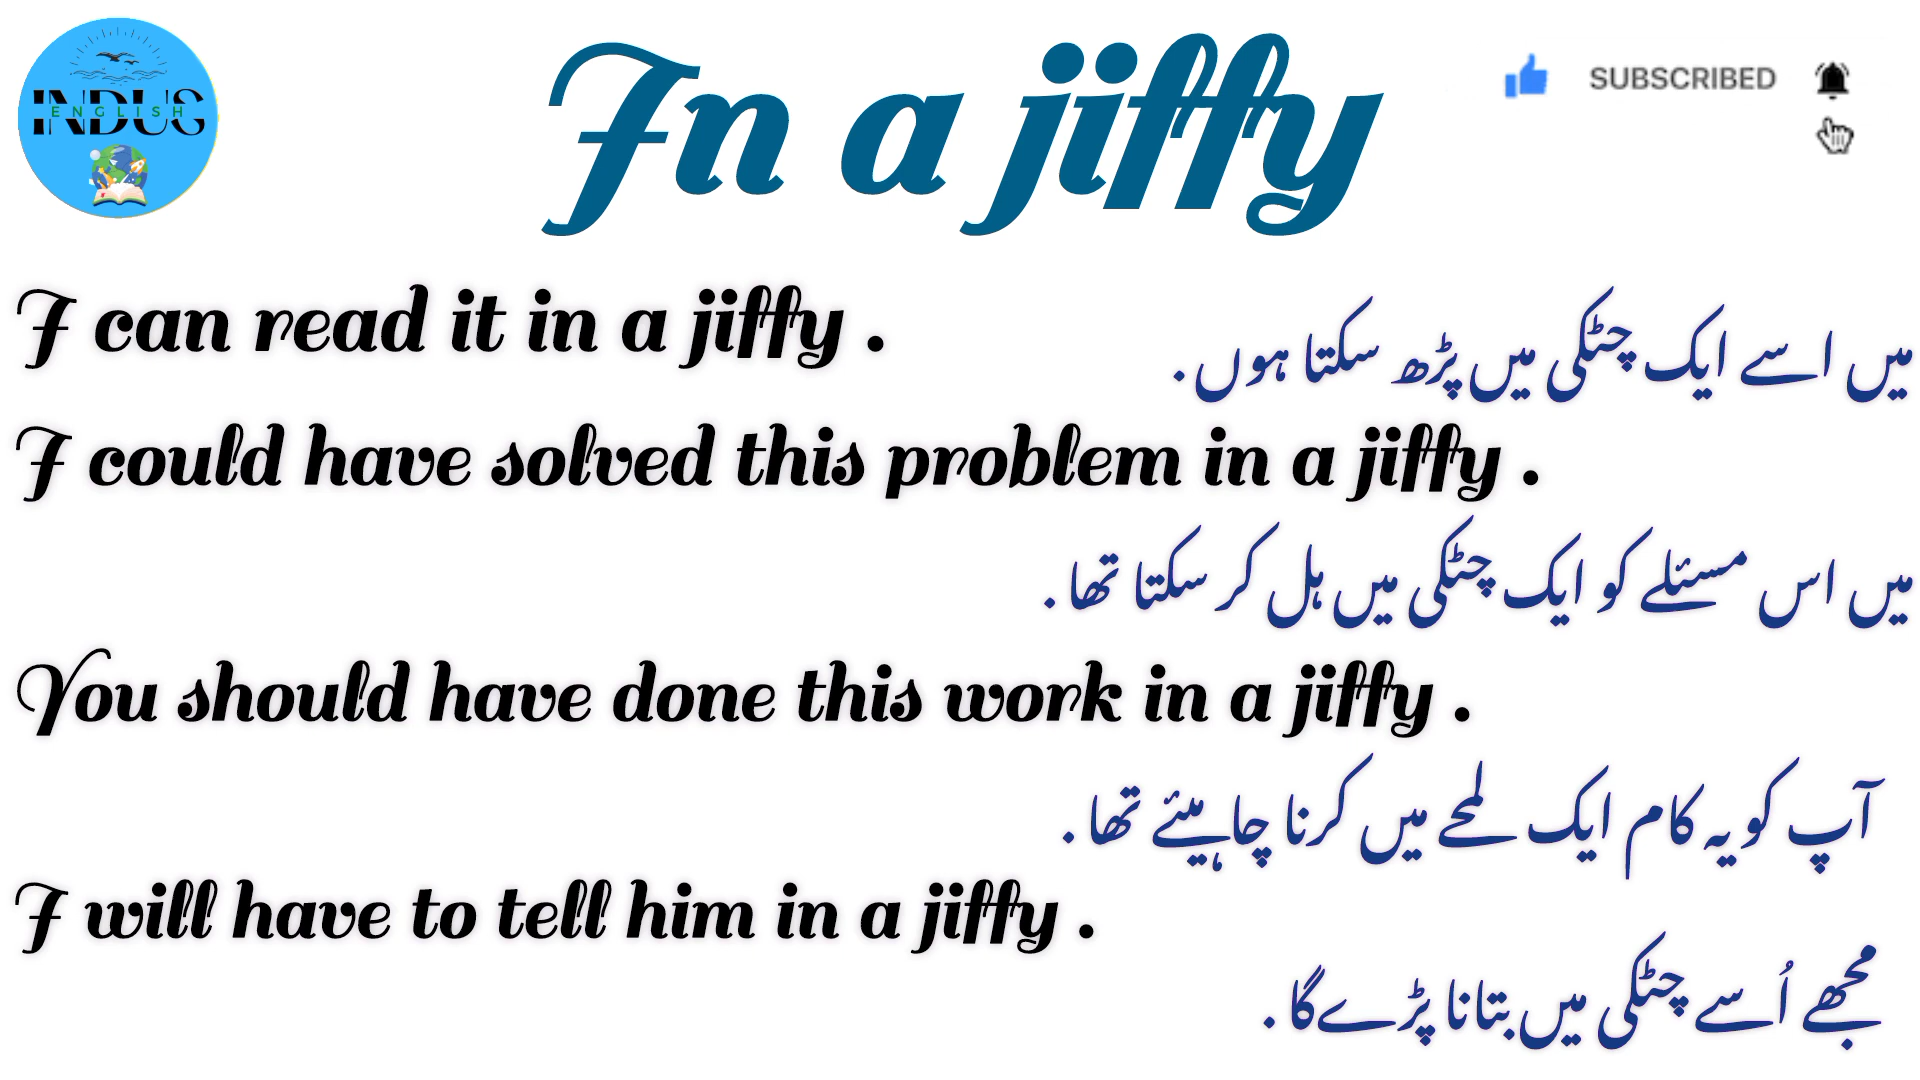 INDUS
ENGLISH
In a jiffy
SUBSCRIBED
I can read it in a jiffy .
میں اسے ایک چٹکی میں پڑھ سکتا ہوں .
I could have solved this problem in a jiffy .
میں اس مسئلے کو ایک چٹکی میں ہل کر سکتا تھا .
You should have done this work in a jiffy .
آپ کو یہ کام ایک لمحے میں کرنا چاہیئے تھا .
I will have to tell him in a jiffy .
مجھے اُسے چٹکی میں بتانا پڑے گا .